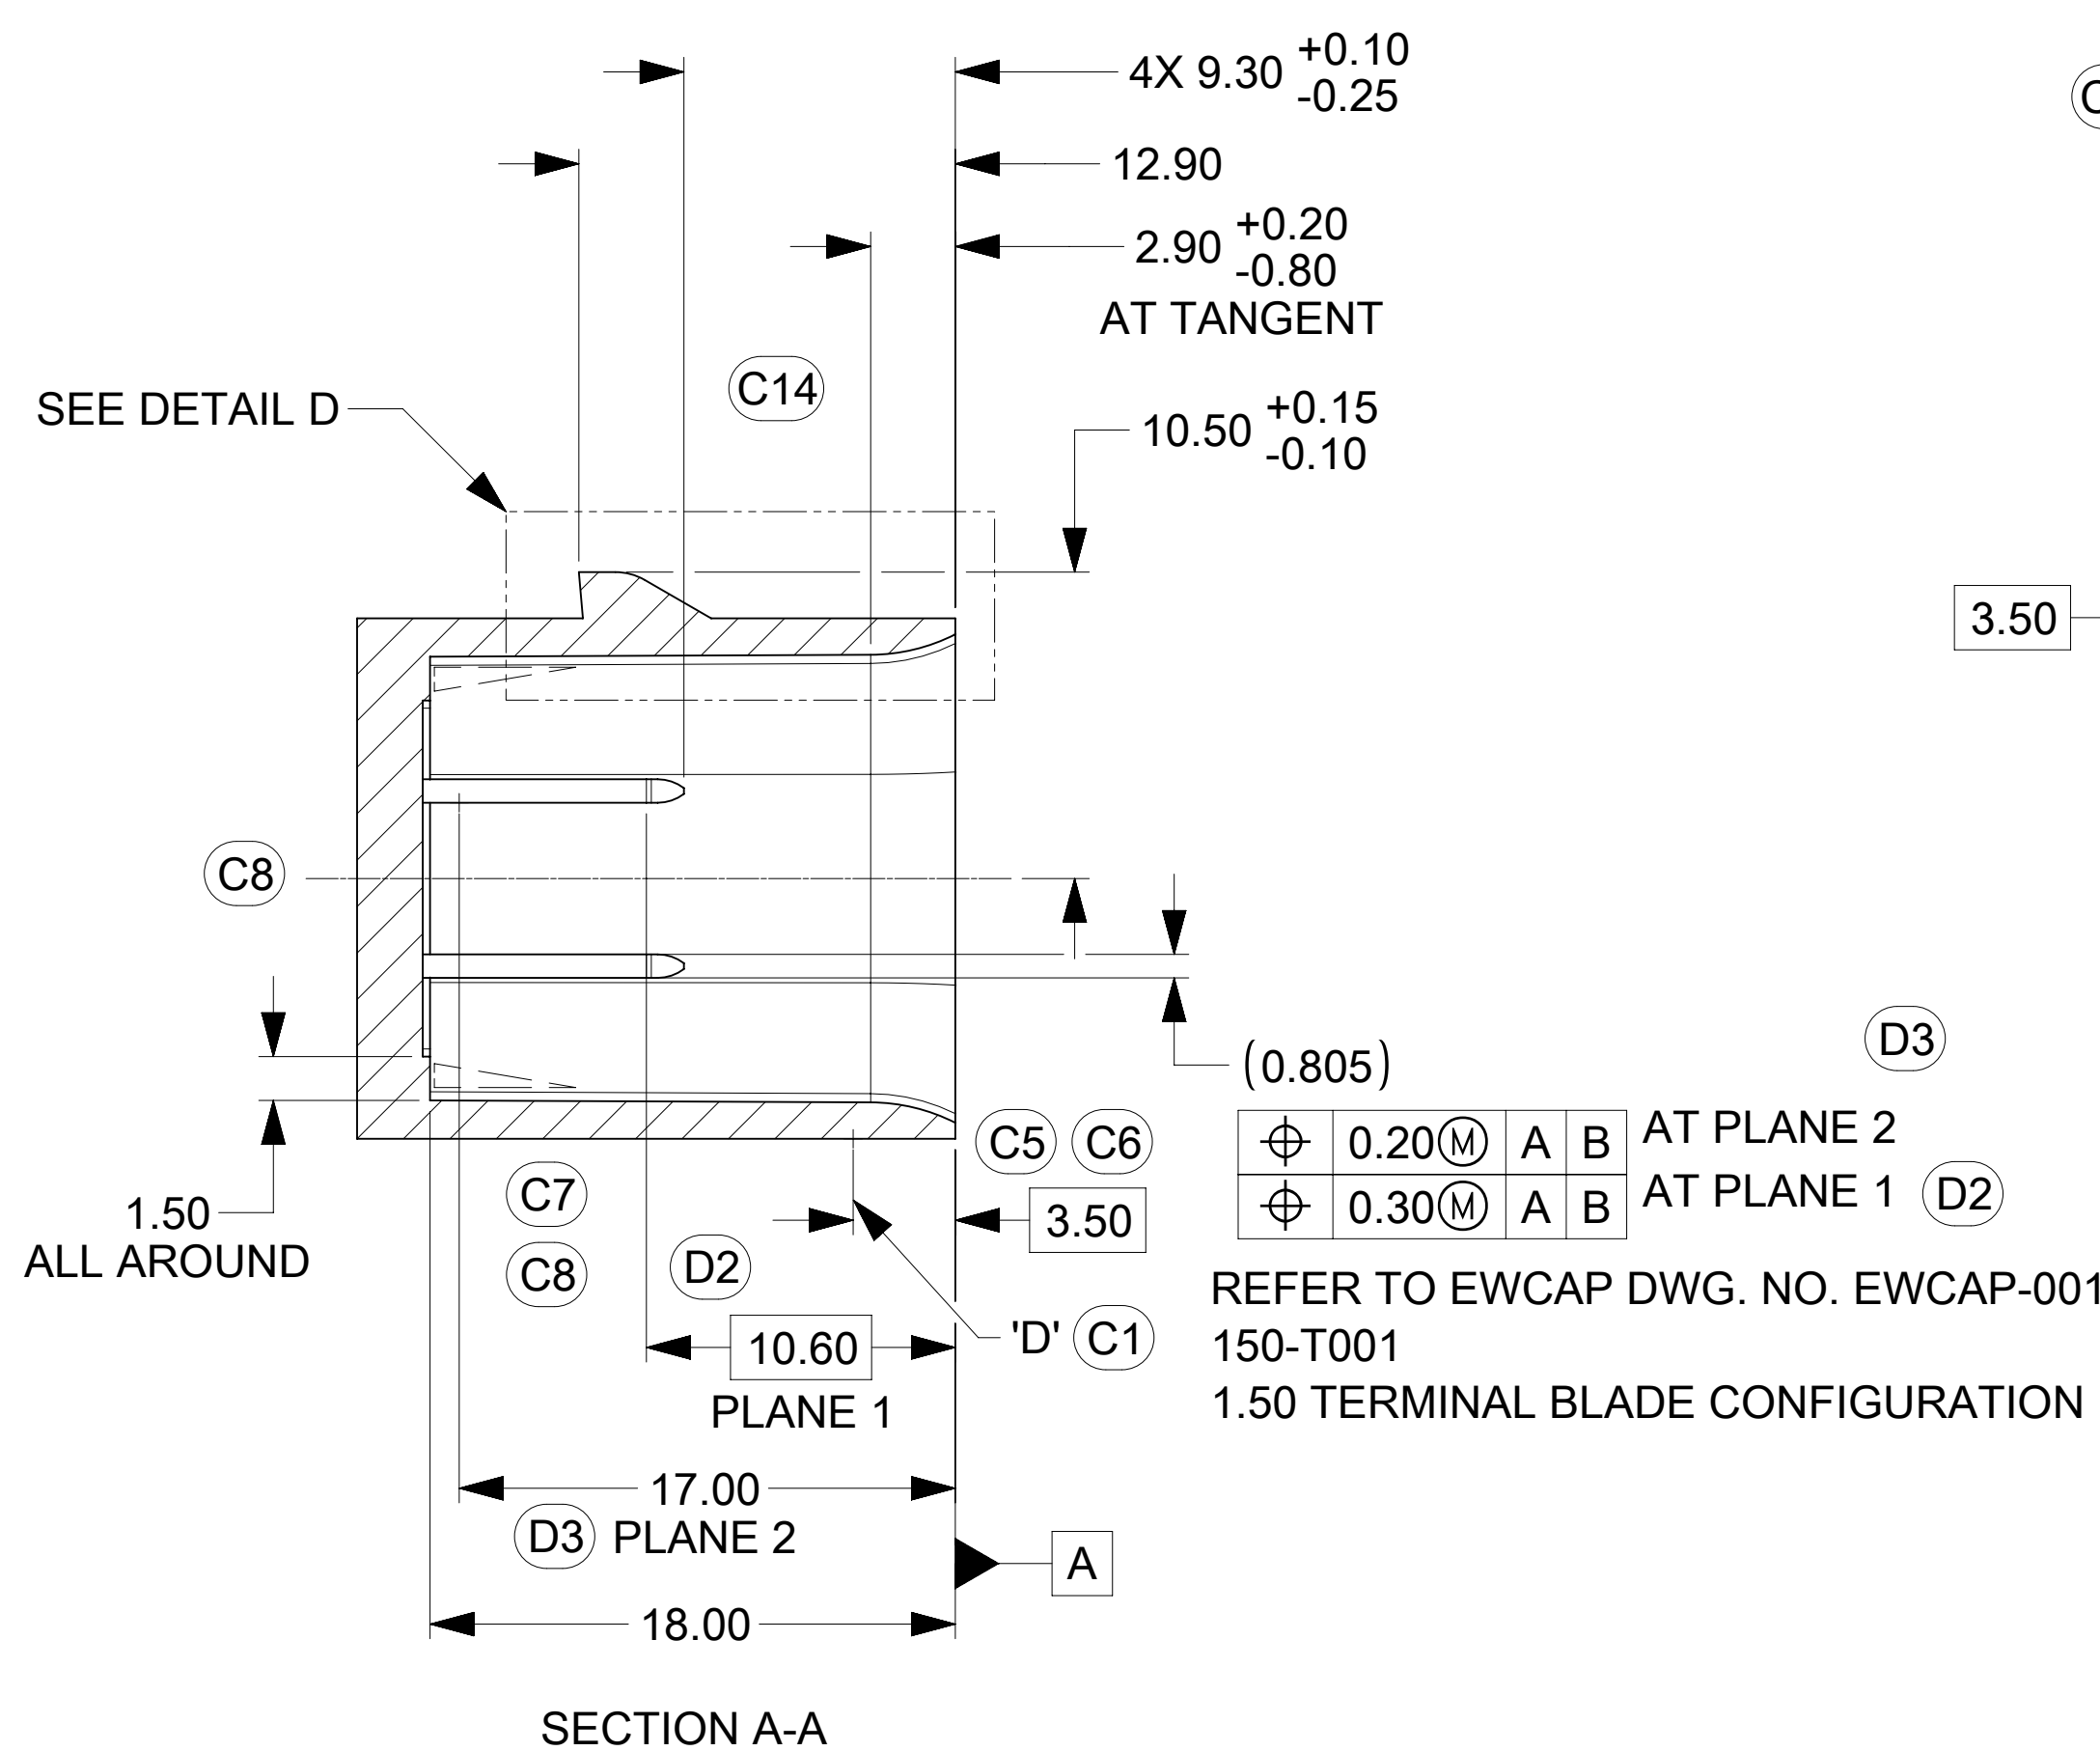 4X 9.30 +0.10
-0.25
12.90
2.90 +0.20
-0.80
AT TANGENT
C14
SEE DETAIL D
10.50 +0.15
-0.10
3.50
C8
(0.805)
D3
0.20Ⓜ A B AT PLANE 2
0.30Ⓜ A B AT PLANE 1 D2
C5 C6
3.50
C7
C8
D2
1.50
ALL AROUND
'D' C1
10.60
PLANE 1
REFER TO EWCAP DWG. NO. EWCAP-001
150-T001
1.50 TERMINAL BLADE CONFIGURATION
17.00
D3 PLANE 2
A
18.00
SECTION A-A